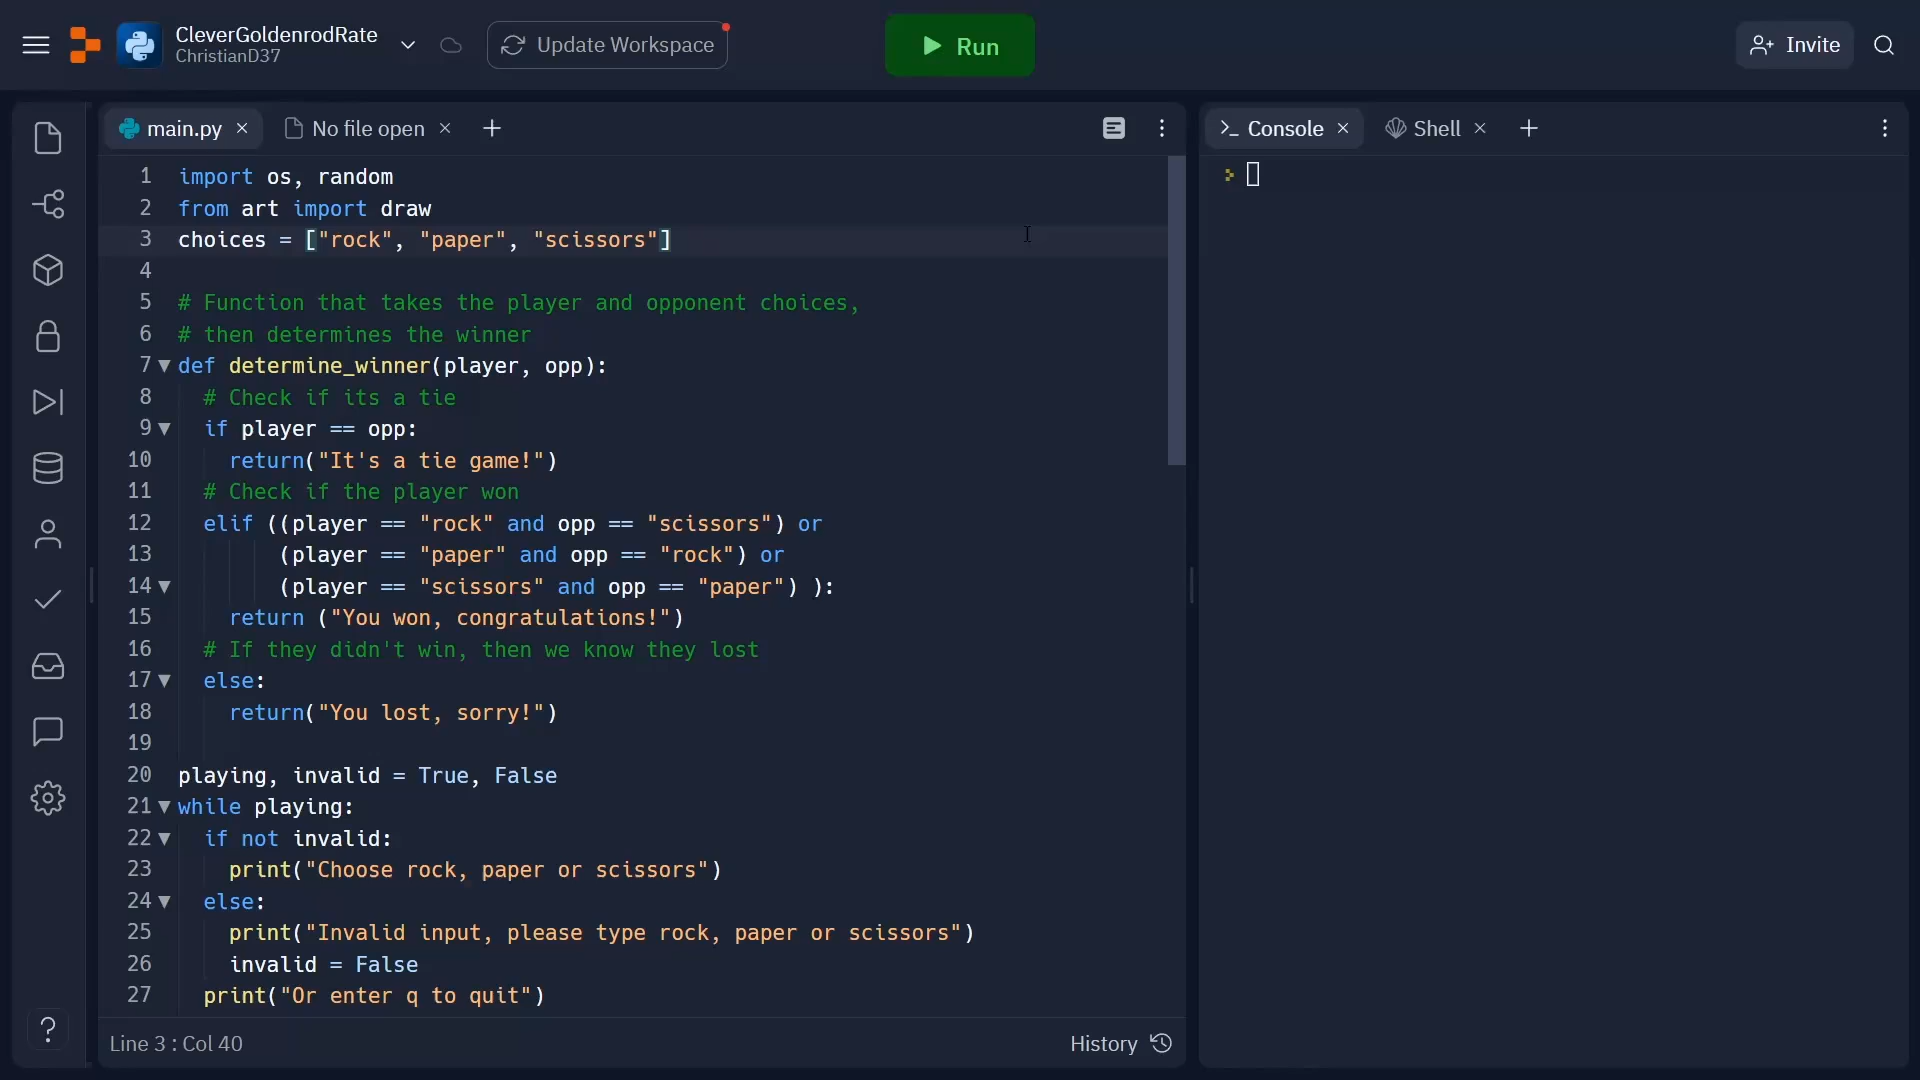 CleverGoldenrodRate
ChristianD37
Update Workspace
Run
Invite
main.py
No file open
Console
Shell
1 import os, random
2 from art import draw
3 choices = ["rock", "paper", "scissors"]
4
5 # Function that takes the player and opponent choices,
6 # then determines the winner
7 def determine_winner(player, opp):
8 # Check if its a tie
9 if player == opp:
10 return("It's a tie game!")
11 # Check if the player won
12 elif ((player == "rock" and opp == "scissors") or
13 (player == "paper" and opp == "rock") or
14 (player == "scissors" and opp == "paper") ):
15 return ("You won, congratulations!")
16 # If they didn't win, then we know they lost
17 else:
18 return("You lost, sorry!")
19
20 playing, invalid = True, False
21 while playing:
22 if not invalid:
23 print("Choose rock, paper or scissors")
24 else:
25 print("Invalid input, please type rock, paper or scissors")
26 invalid = False
27 print("Or enter q to quit")
Line 3 : Col 40
History